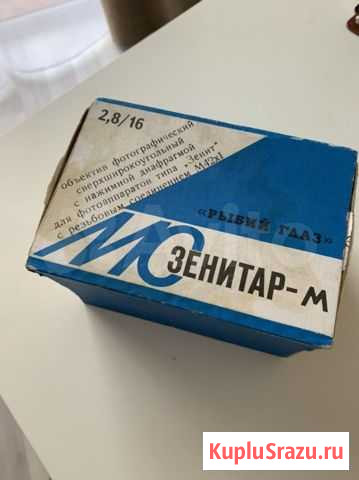 2,8/16
объектив фотографический
сверхширокоугольный
с нажимной диафрагмой
для фотоаппаратов типа „Зенит"
с резьбовым соединением М42х1
«РЫБИЙ ГЛАЗ»
МС
ЗЕНИТАР-М
Avito
KupluSrazu.ru